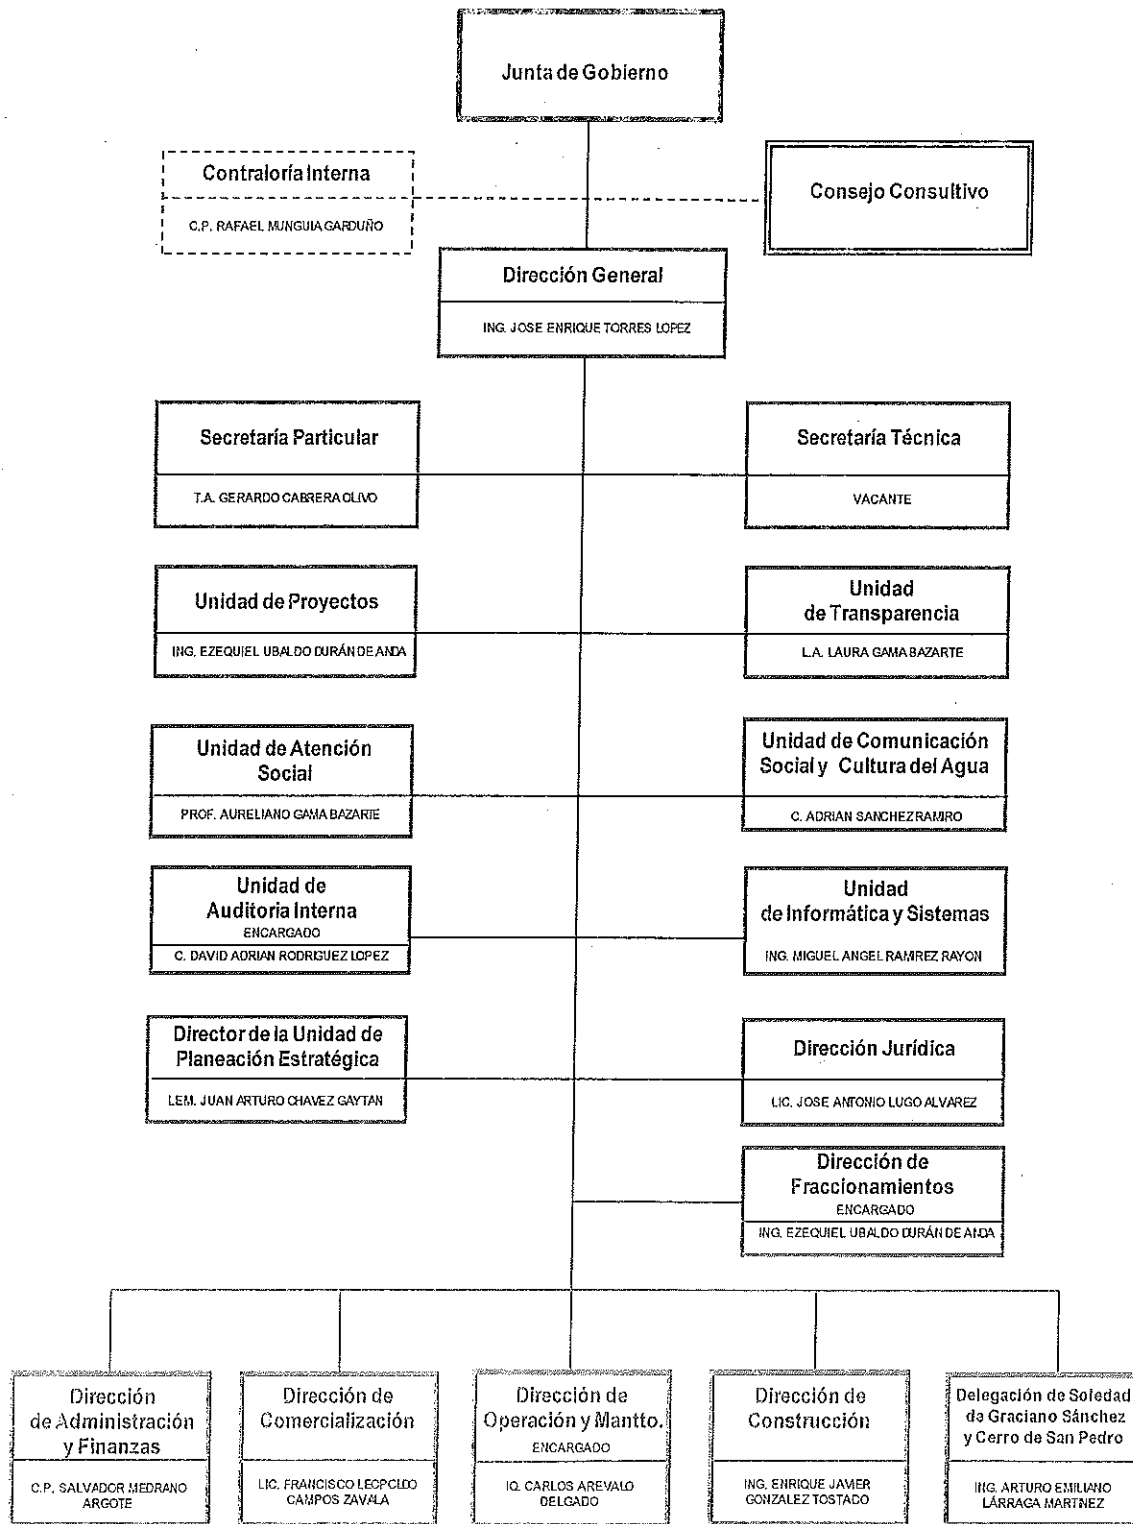 Junta de Gobierno
Contraloría Interna
C.P. RAFAEL MUNGUIA GARDUÑO
Consejo Consultivo
Dirección General
ING. JOSE ENRIQUE TORRES LOPEZ
Secretaría Particular
T.A. GERARDO CABRERA OLIVO
Secretaría Técnica
VACANTE
Unidad de Proyectos
ING. EZEQUIEL UBALDO DURÁN DE ANDA
Unidad
de Transparencia
L.A. LAURA GAMA BAZARTE
Unidad de Atención
Social
PROF. AURELIANO GAMA BAZARTE
Unidad de Comunicación
Social y Cultura del Agua
C. ADRIAN SANCHEZ RAMIRO
Unidad de
Auditoria Interna
ENCARGADO
C. DAVID ADRIAN RODRIGUEZ LOPEZ
Unidad
de Informática y Sistemas
ING. MIGUEL ANGEL RAMIREZ RAYON
Director de la Unidad de
Planeación Estratégica
LEM. JUAN ARTURO CHAVEZ GAYTAN
Dirección Jurídica
LIC. JOSE ANTONIO LUGO ALVAREZ
Dirección de
Fraccionamientos
ENCARGADO
ING. EZEQUIEL UBALDO DURÁN DE ANDA
Dirección
de Administración
y Finanzas
C.P. SALVADOR MEDRANO
ARGOTE
Dirección de
Comercialización
LIC. FRANCISCO LEOPOLDO
CAMPOS ZAVALA
Dirección de
Operación y Mantto.
ENCARGADO
IQ. CARLOS AREVALO
DELGADO
Dirección de
Construcción
ING. ENRIQUE JAVIER
GONZALEZ TOSTADO
Delegación de Soledad
de Graciano Sánchez
y Cerro de San Pedro
ING. ARTURO EMILIANO
LÁRRAGA MARTINEZ